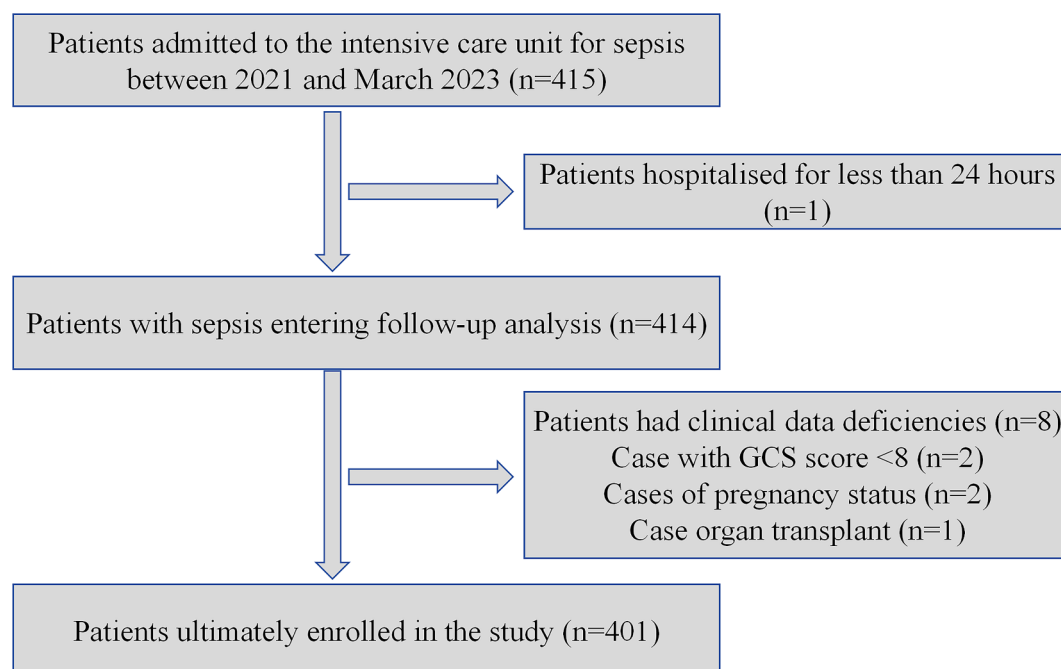 Patients admitted to the intensive care unit for sepsis
between 2021 and March 2023 (n=415)
Patients hospitalised for less than 24 hours
(n=1)
Patients with sepsis entering follow-up analysis (n=414)
Patients had clinical data deficiencies (n=8)
Case with GCS score <8 (n=2)
Cases of pregnancy status (n=2)
Case organ transplant (n=1)
Patients ultimately enrolled in the study (n=401)